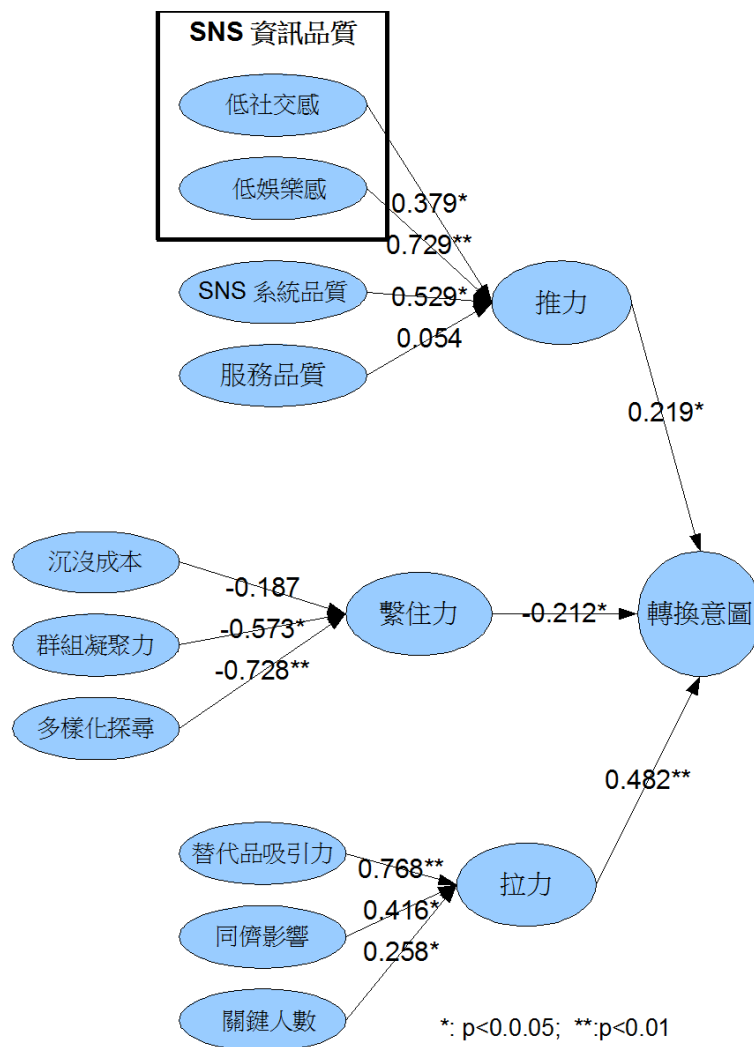 SNS 資訊品質
低社交感
低娛樂感
0.379*
0.729**
SNS 系統品質
0.529*
推力
服務品質
0.054
0.219*
沉沒成本
-0.187
群組凝聚力
-0.573*
繫住力
-0.212*
轉換意圖
-0.728**
多樣化探尋
0.482**
替代品吸引力
0.768**
拉力
0.416*
同儕影響
0.258*
關鍵人數
*: p<0.0.05; **:p<0.01